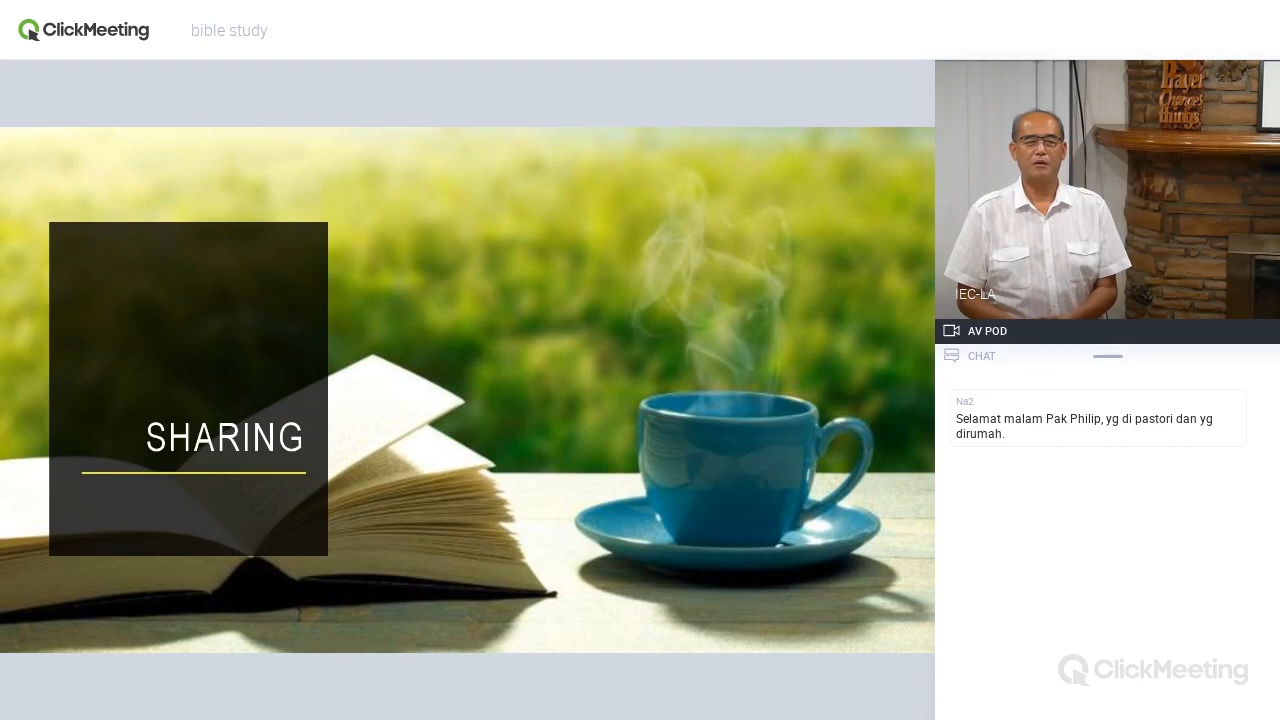 ClickMeeting
bible study
SHARING
Prayer
Changes
things
IEC-LA
AV POD
CHAT
Na2
Selamat malam Pak Philip, yg di pastori dan yg
dirumah.
ClickMeeting